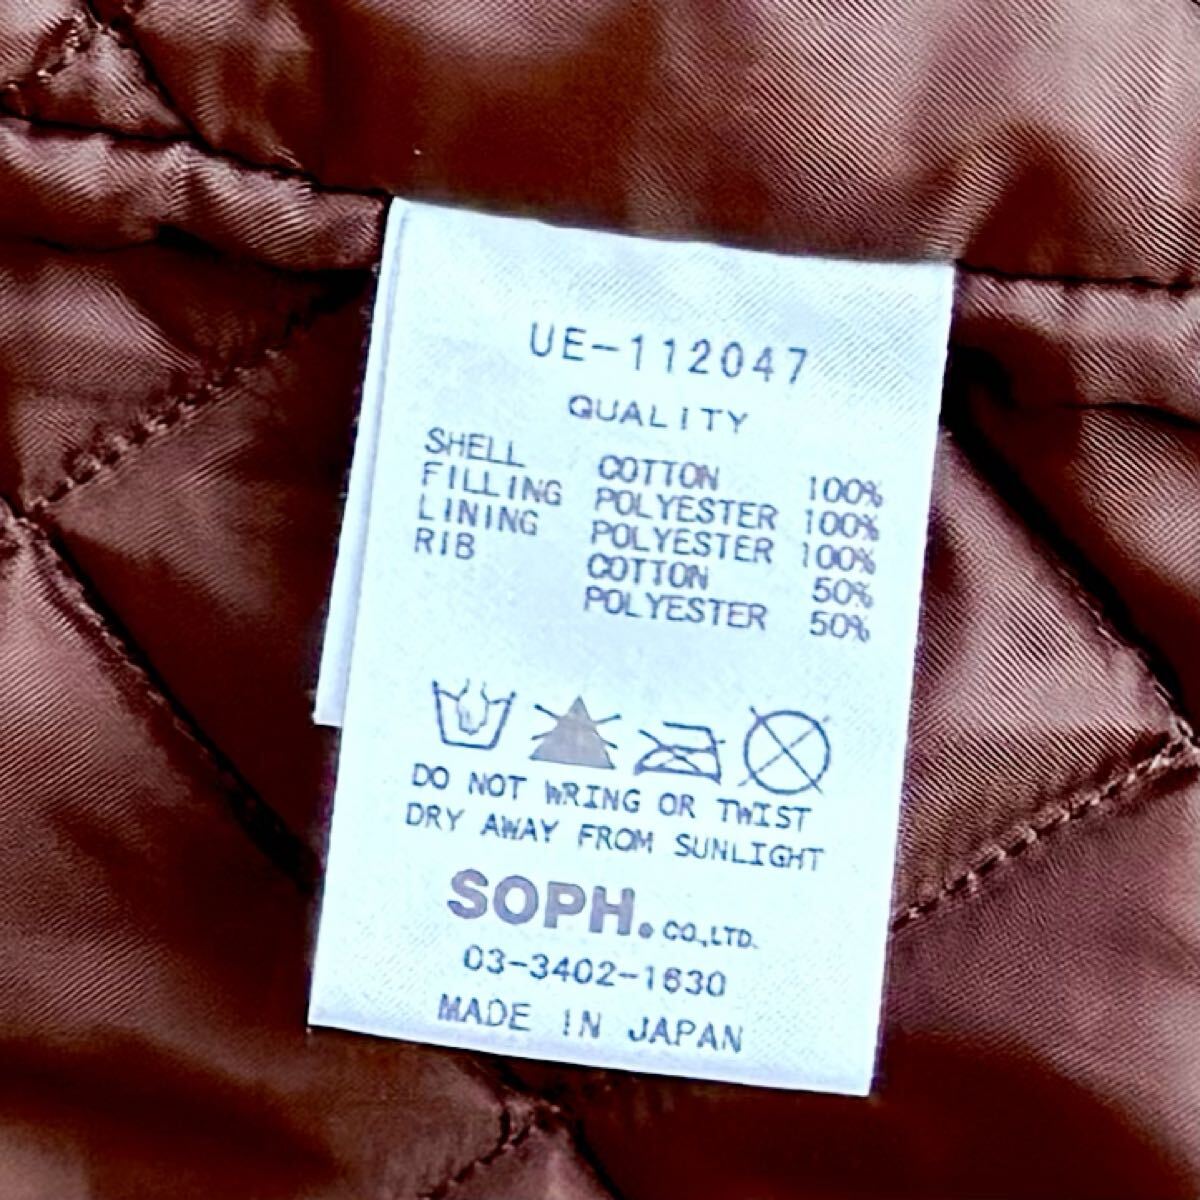 UE-112047
QUALITY
SHELL COTTON 100%
FILLING POLYESTER 100%
LINING POLYESTER 100%
RIB COTTON 50%
POLYESTER 50%
DO NOT WRING OR TWIST
DRY AWAY FROM SUNLIGHT
SOPH. CO.,LTD.
03-3402-1630
MADE IN JAPAN